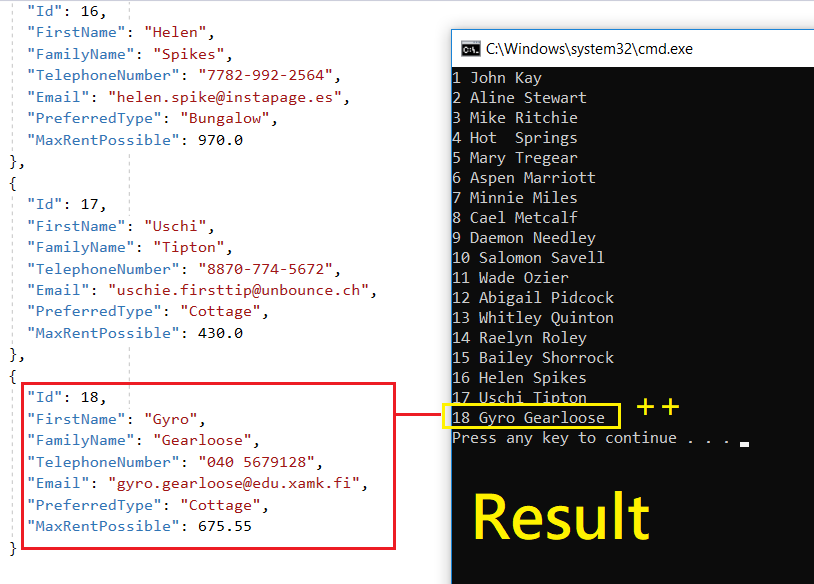 "Id": 16,
"FirstName": "Helen",
"FamilyName": "Spikes",
"TelephoneNumber": "7782-992-2564",
"Email": "helen.spike@instapage.es",
"PreferredType": "Bungalow",
"MaxRentPossible": 970.0
},
{
"Id": 17,
"FirstName": "Uschi",
"FamilyName": "Tipton",
"TelephoneNumber": "8870-774-5672",
"Email": "uschie.firsttip@unbounce.ch",
"PreferredType": "Cottage",
"MaxRentPossible": 430.0
},
{
"Id": 18,
"FirstName": "Gyro",
"FamilyName": "Gearloose",
"TelephoneNumber": "040 5679128",
"Email": "gyro.gearloose@edu.xamk.fi",
"PreferredType": "Cottage",
"MaxRentPossible": 675.55
}
C:\Windows\system32\cmd.exe
1 John Kay
2 Aline Stewart
3 Mike Ritchie
4 Hot  Springs
5 Mary Tregear
6 Aspen Marriott
7 Minnie Miles
8 Cael Metcalf
9 Daemon Needley
10 Salomon Savell
11 Wade Ozier
12 Abigail Pidcock
13 Whitley Quinton
14 Raelyn Roley
15 Bailey Shorrock
16 Helen Spikes
17 Uschi Tipton
18 Gyro Gearloose
++
Press any key to continue . . .
Result